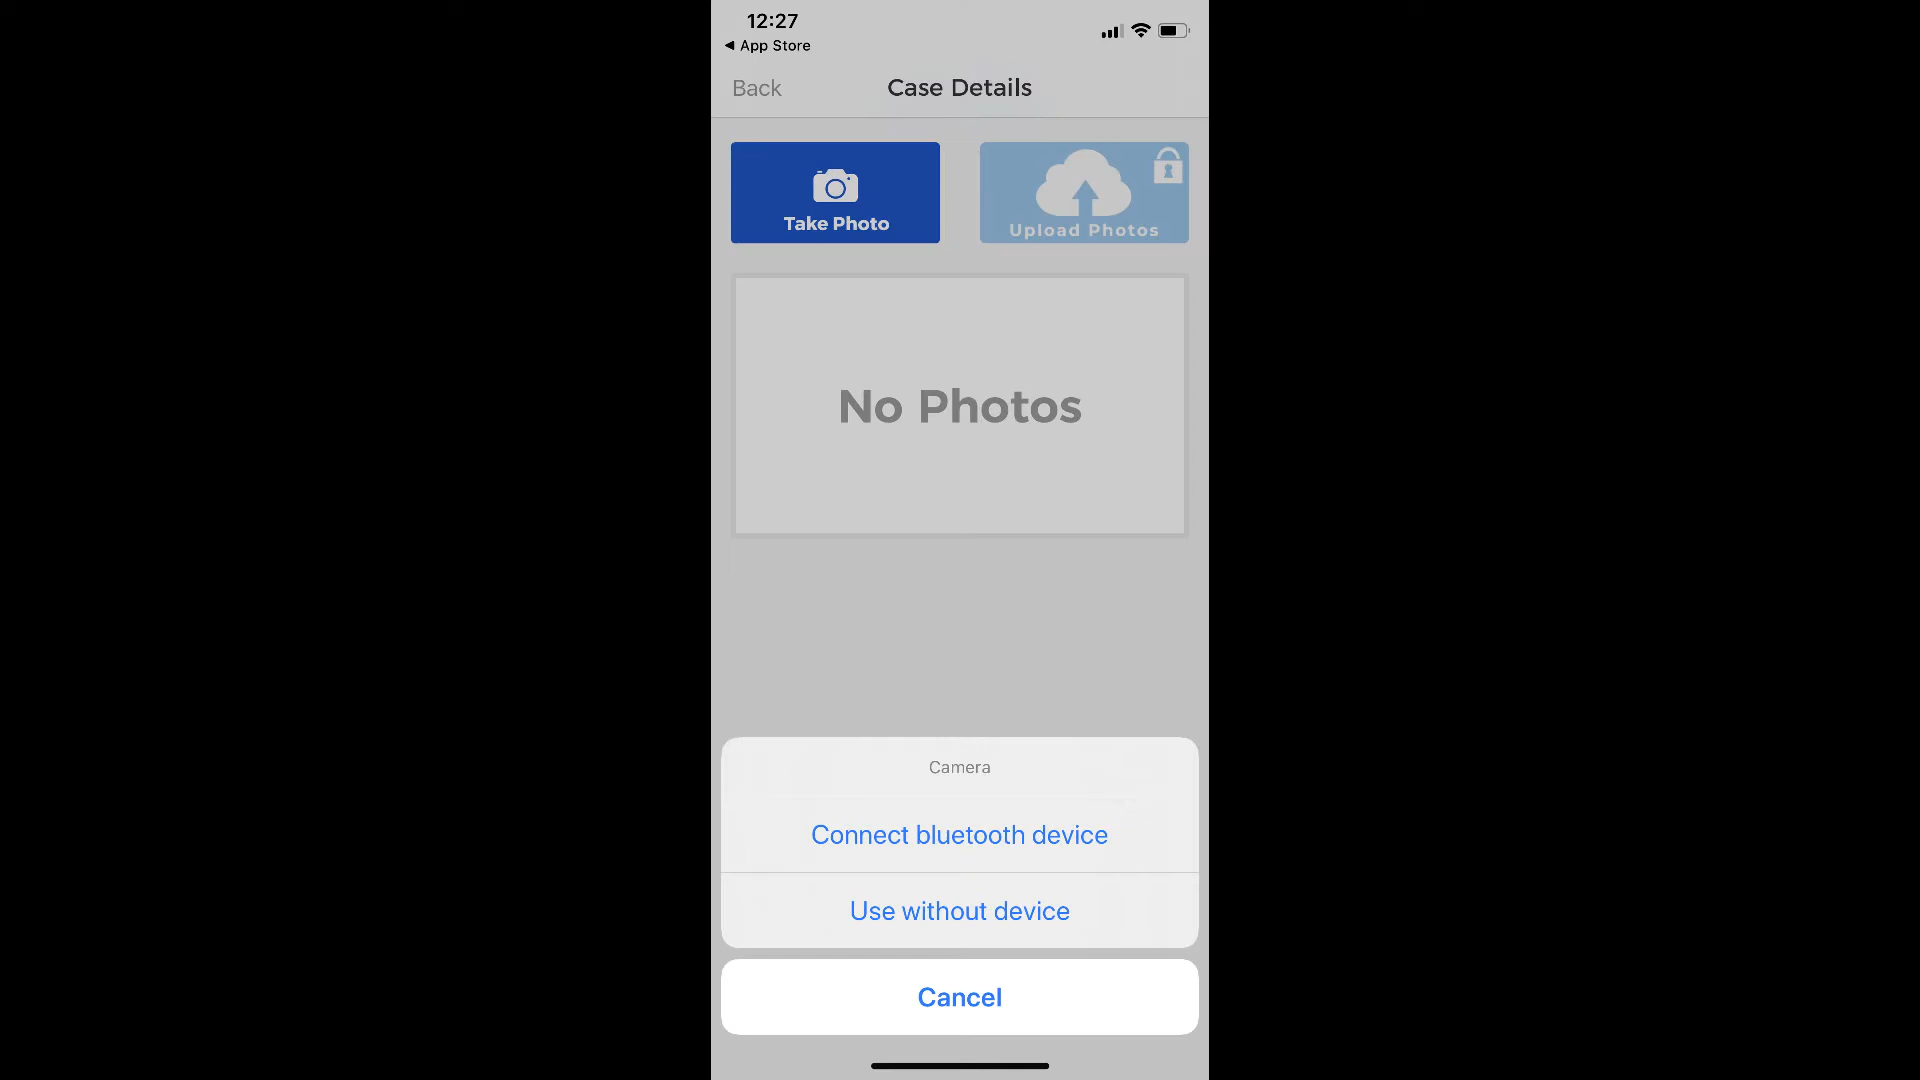 12:27
◀ App Store
Back
Case Details
Take Photo
Upload Photos
No Photos
Camera
Connect bluetooth device
Use without device
Cancel